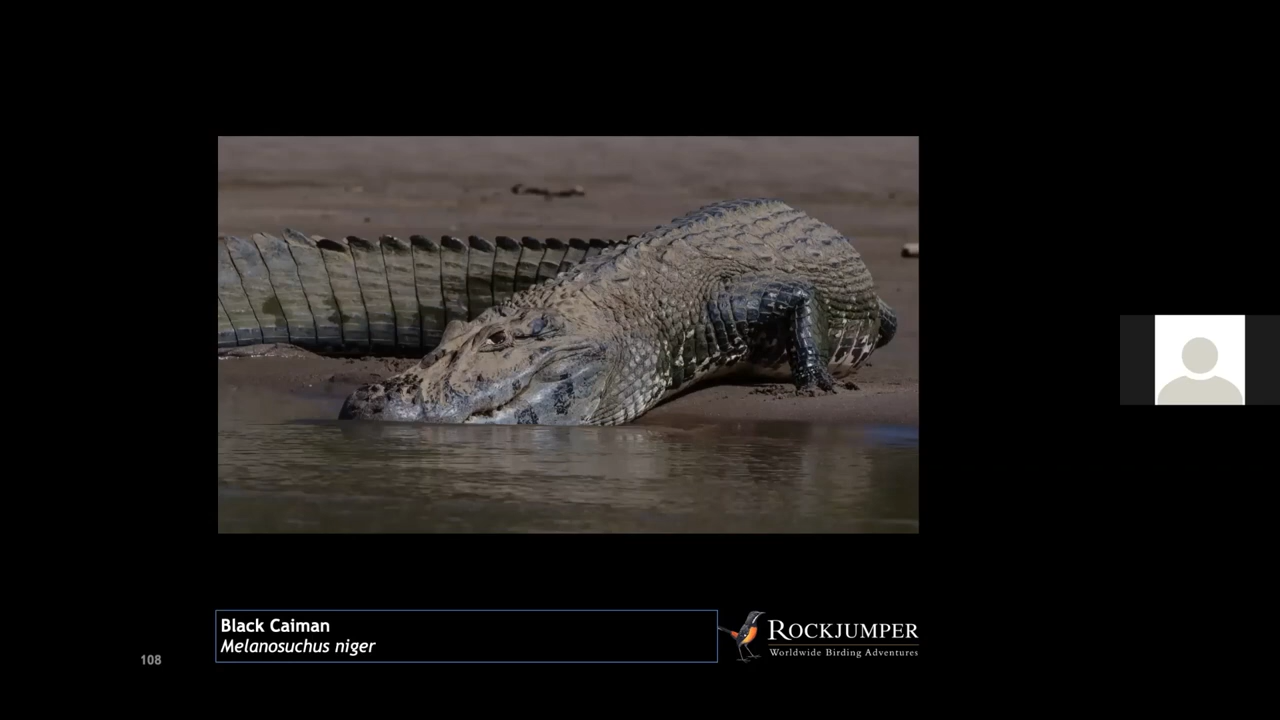 Black Caiman
Melanosuchus niger
ROCKJUMPER
Worldwide Birding Adventures
108